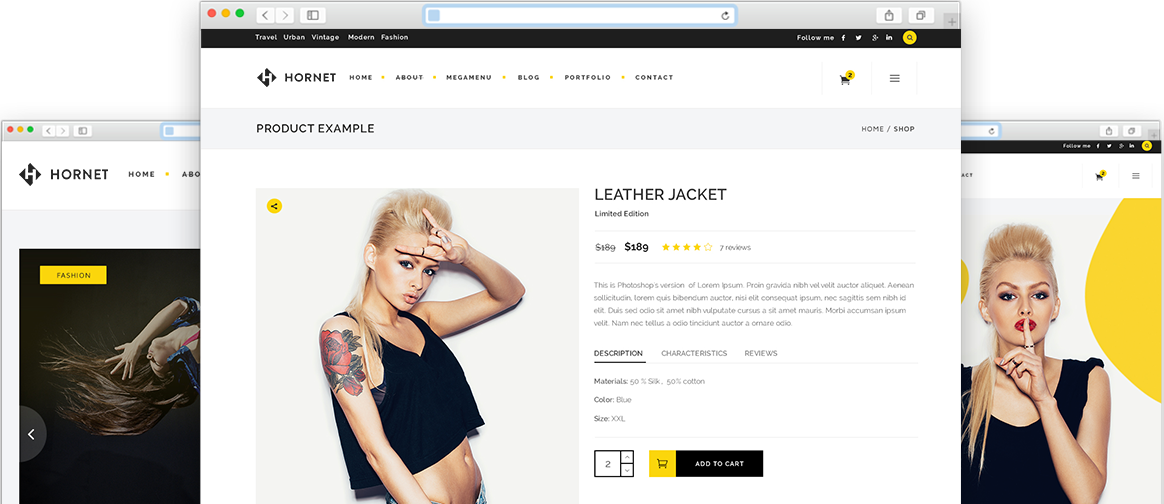 Travel Urban Vintage Modern Fashion
Follow me
2
HORNET HOME ABOUT MEGAMENU BLOG PORTFOLIO CONTACT
PRODUCT EXAMPLE
HOME / SHOP
LEATHER JACKET
Limited Edition
$189 $189 7 reviews
This is Photoshop's version of Lorem Ipsum. Proin gravida nibh vel velit auctor aliquet. Aenean
sollicitudin, lorem quis bibendum auctor, nisi elit consequat ipsum, nec sagittis sem nibh id
elit. Duis sed odio sit amet nibh vulputate cursus a sit amet mauris. Morbi accumsan ipsum
velit. Nam nec tellus a odio tincidunt auctor a ornare odio.
DESCRIPTION CHARACTERISTICS REVIEWS
Materials: 50 % Silk , 50% cotton
Color: Blue
Size: XXL
2
ADD TO CART
HORNET HOME ABO
FASHION
Follow me
TACT
2